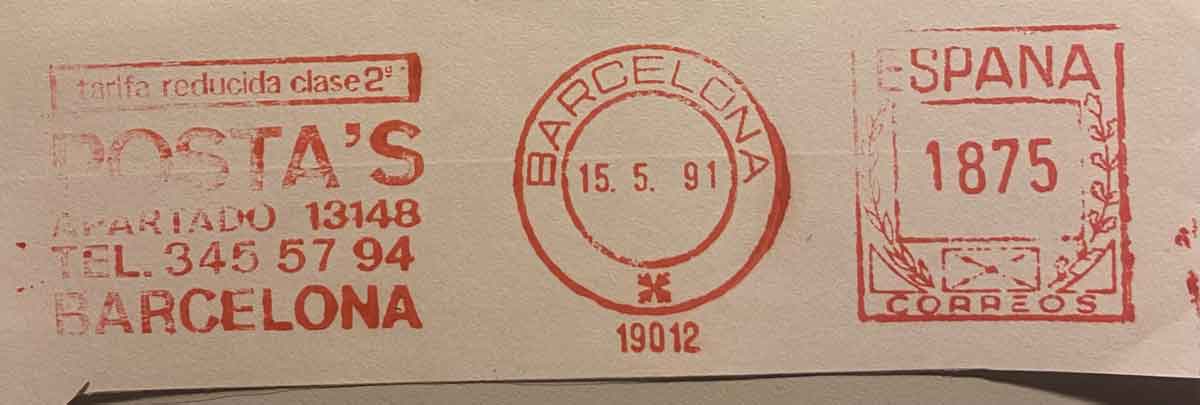 tarifa reducida clase 2ª
POSTA'S
APARTADO 13148
TEL. 345 57 94
BARCELONA
BARCELONA
15. 5. 91
19012
ESPANA
1875
CORREOS